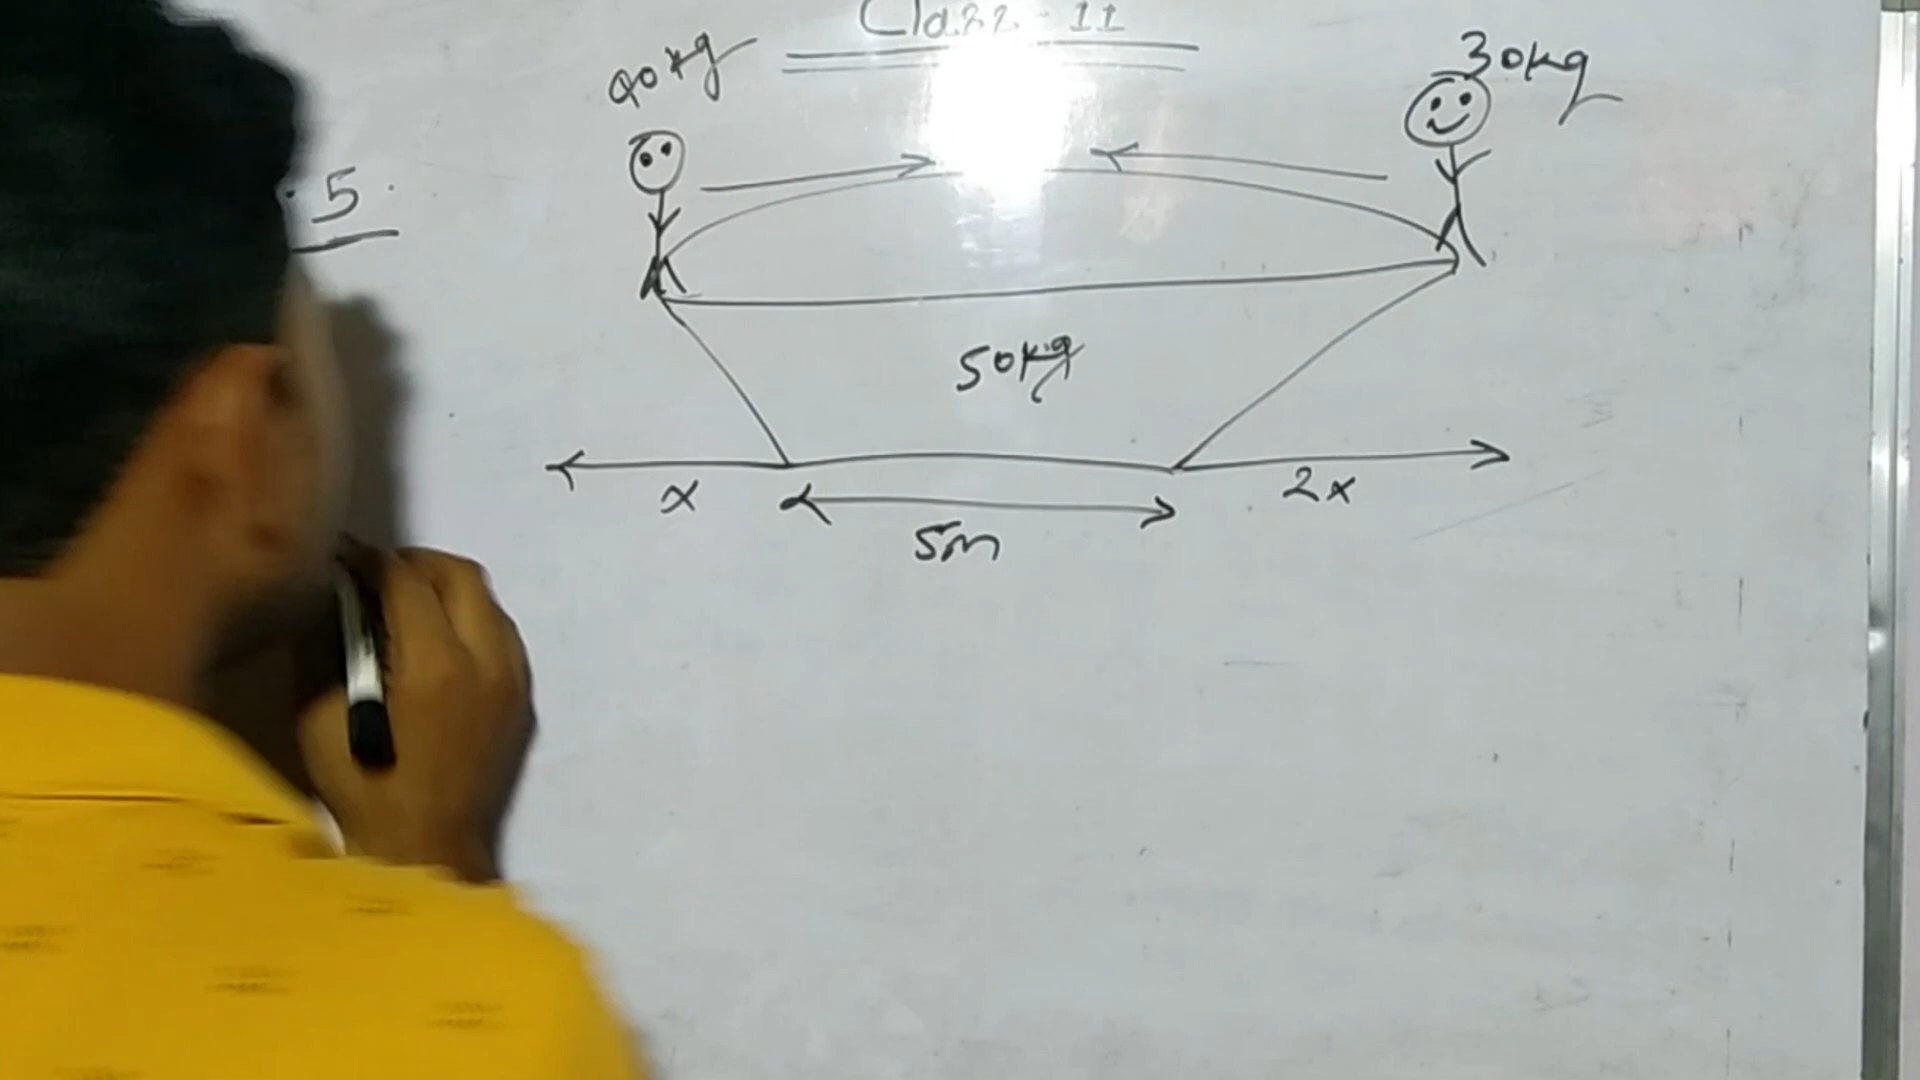 Class - 11
40kg
30kg
. 5 .
50kg
x
2x
5m